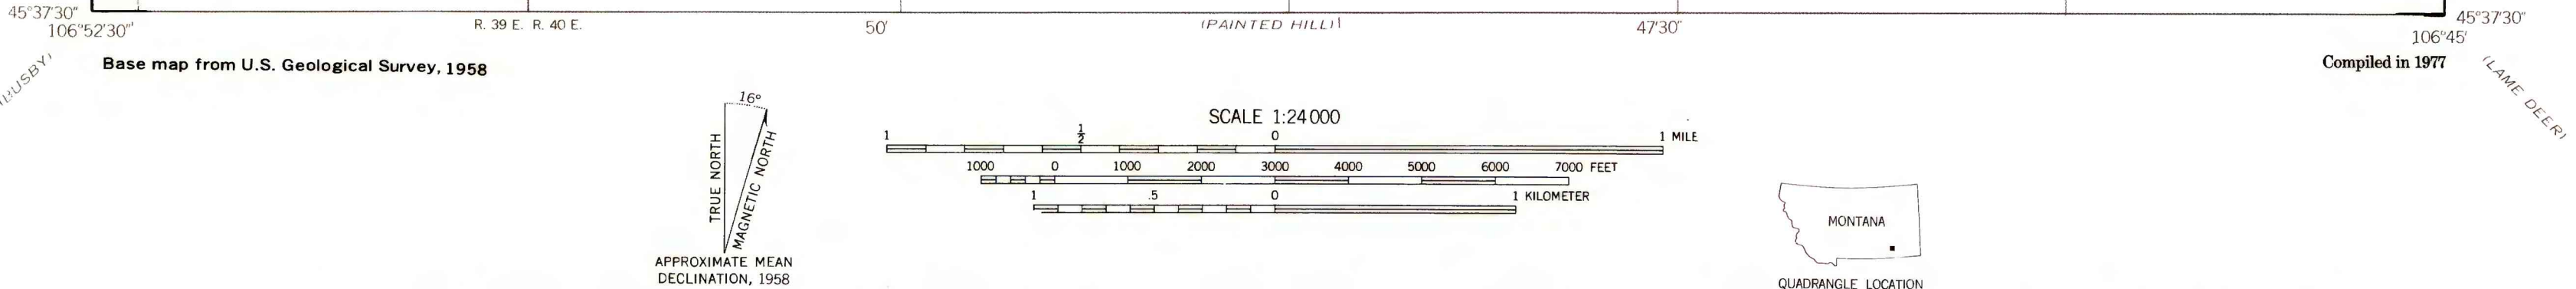 45°37'30"
106°52'30"
R. 39 E. R. 40 E.
50'
(PAINTED HILL)
47'30"
45°37'30"
106°45'
(BUSBY)
Base map from U.S. Geological Survey, 1958
Compiled in 1977
(LAME DEER)
16°
TRUE NORTH
MAGNETIC NORTH
APPROXIMATE MEAN
DECLINATION, 1958
SCALE 1:24 000
1 1/2 0 1 MILE
1000 0 1000 2000 3000 4000 5000 6000 7000 FEET
1 .5 0 1 KILOMETER
MONTANA
QUADRANGLE LOCATION